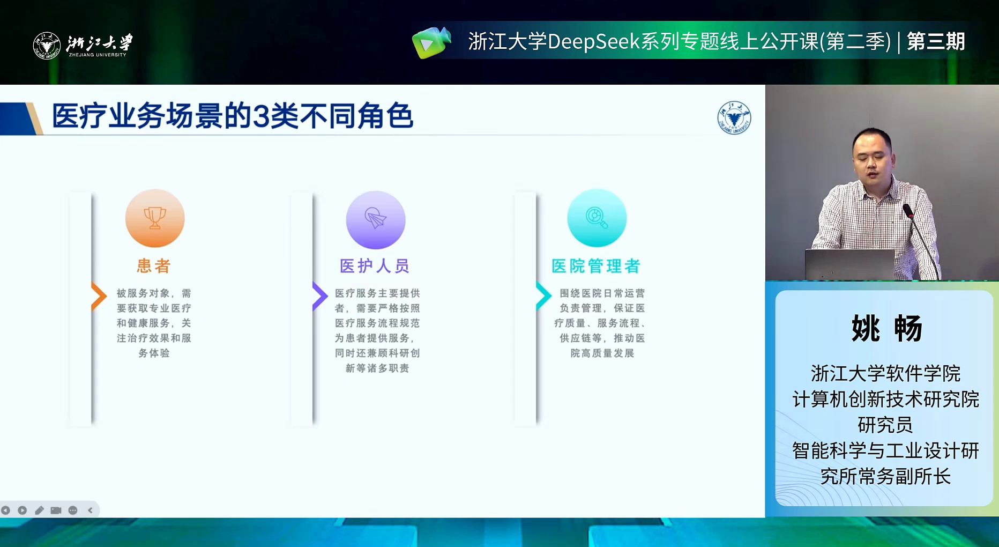 浙江大学
ZHEJIANG UNIVERSITY
浙江大学DeepSeek系列专题线上公开课(第二季) | 第三期
医疗业务场景的3类不同角色
患者
被服务对象，需
要获取专业医疗
和健康服务，关
注治疗效果和服
务体验
医护人员
医疗服务主要提供
者，需要严格按照
医疗服务流程规范
为患者提供服务，
同时还兼顾科研创
新等诸多职责
医院管理者
围绕医院日常运营
负责管理，保证医
疗质量、服务流程、
供应链等，推动医
院高质量发展
姚 畅
浙江大学软件学院
计算机创新技术研究院
研究员
智能科学与工业设计研
究所常务副所长